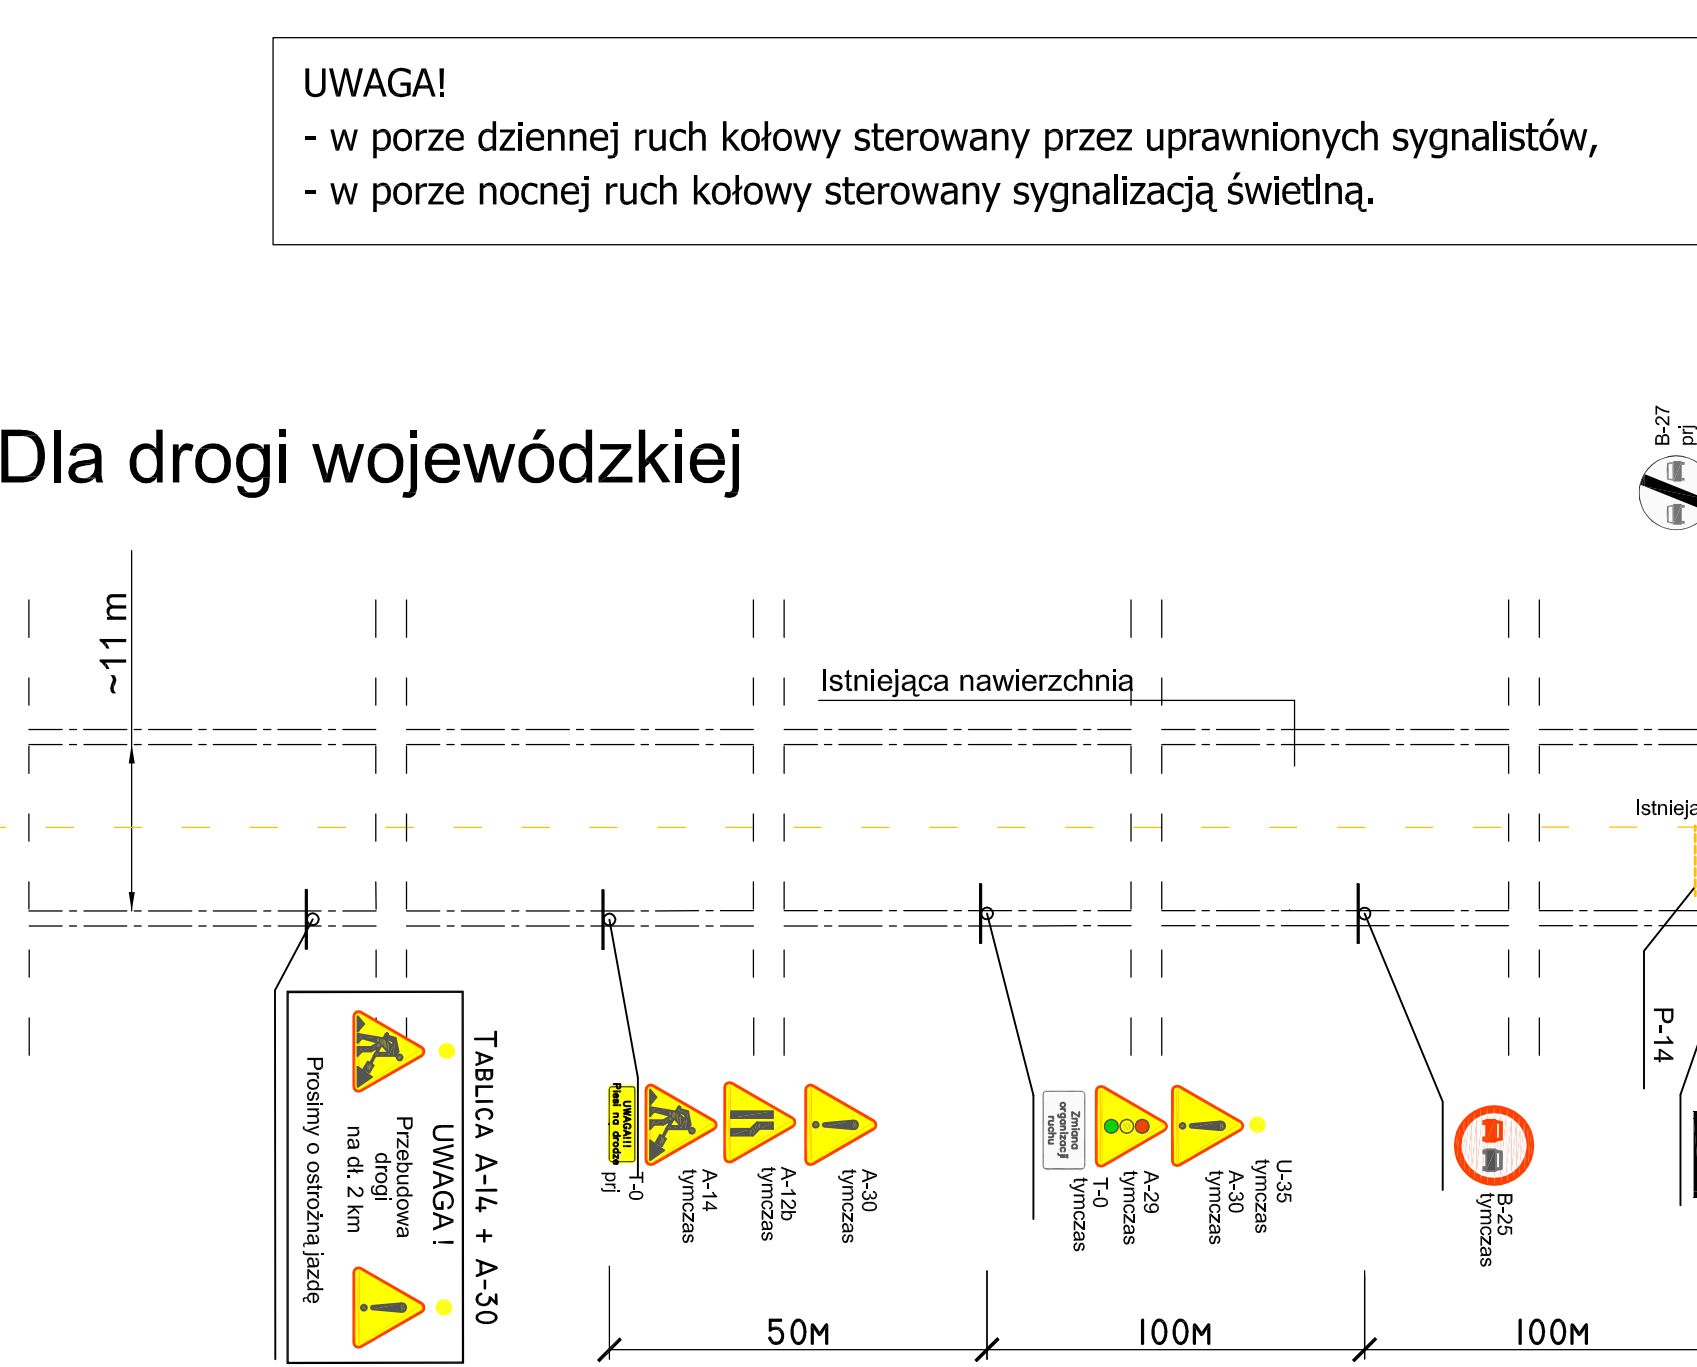 UWAGA!
- w porze dziennej ruch kołowy sterowany przez uprawnionych sygnalistów,
- w porze nocnej ruch kołowy sterowany sygnalizacją świetlną.
Dla drogi wojewódzkiej
B-27
prj
~11 m
Istniejąca nawierzchnia
P-14
TABLICA A-14 + A-30
UWAGA !
Przebudowa
drogi
na dł. 2 km
Prosimy o ostrożną jazdę
A-30
tymczas
A-12b
tymczas
A-14
tymczas
T-0
prj
UWAGA!!!
Piesi na drodze
U-35
tymczas
A-30
tymczas
A-29
tymczas
T-0
tymczas
Zmiana
organizacji
ruchu
B-25
tymczas
50M
100M
100M